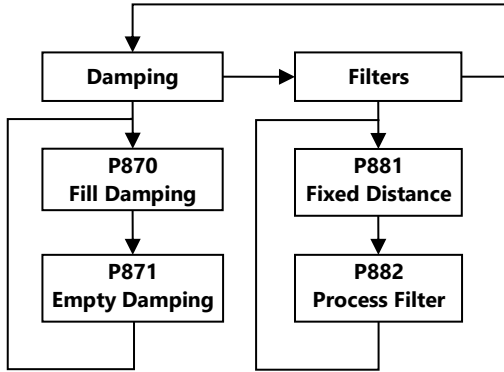 Damping
Filters
P870
Fill Damping
P881
Fixed Distance
P871
Empty Damping
P882
Process Filter